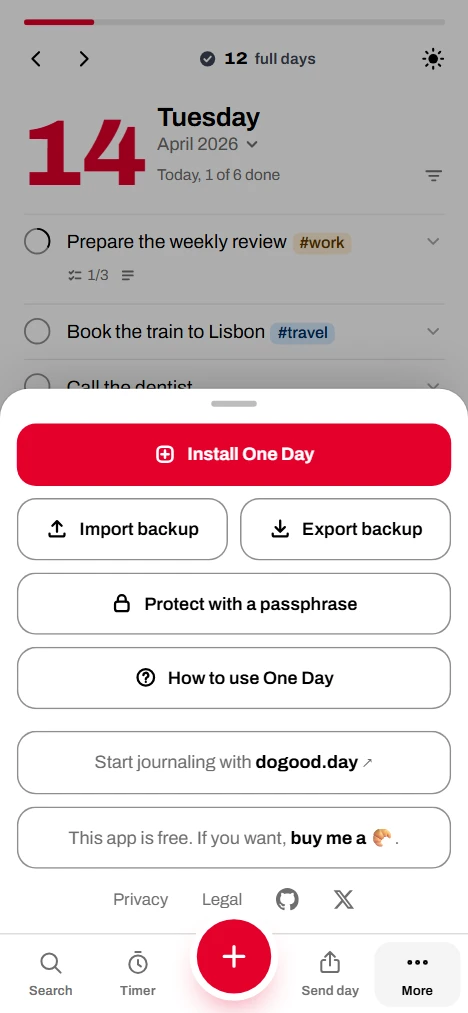 12 full days
14
Tuesday
April 2026
Today, 1 of 6 done
Prepare the weekly review #work
1/3
Book the train to Lisbon #travel
Call the dentist
Install One Day
Import backup
Export backup
Protect with a passphrase
How to use One Day
Start journaling with dogood.day ↗
This app is free. If you want, buy me a 🥐.
Privacy
Legal
Search
Timer
Send day
More